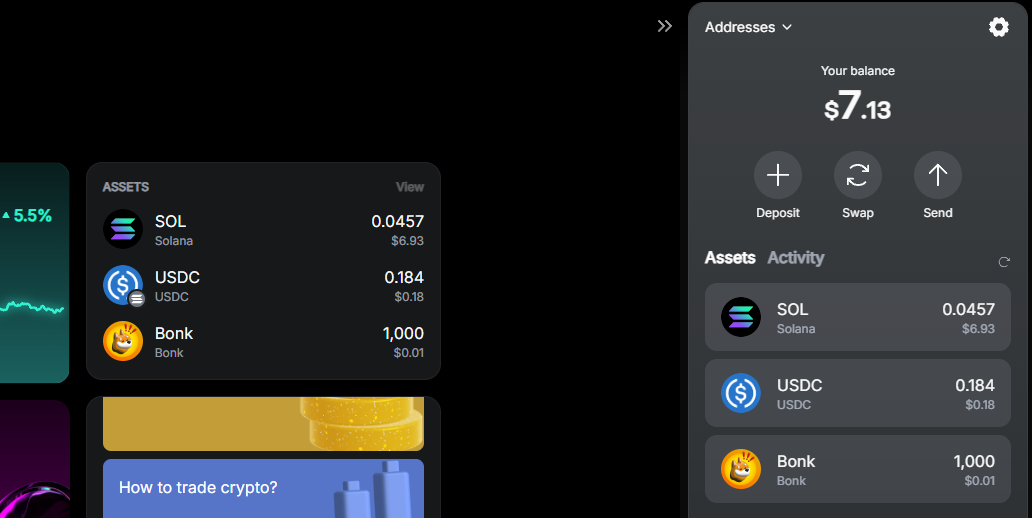 Addresses
Your balance
$7.13
Deposit
Swap
Send
Assets Activity
SOL 0.0457
Solana $6.93
USDC 0.184
USDC $0.18
Bonk 1,000
Bonk $0.01
5.5%
ASSETS View
SOL 0.0457
Solana $6.93
USDC 0.184
USDC $0.18
Bonk 1,000
Bonk $0.01
How to trade crypto?